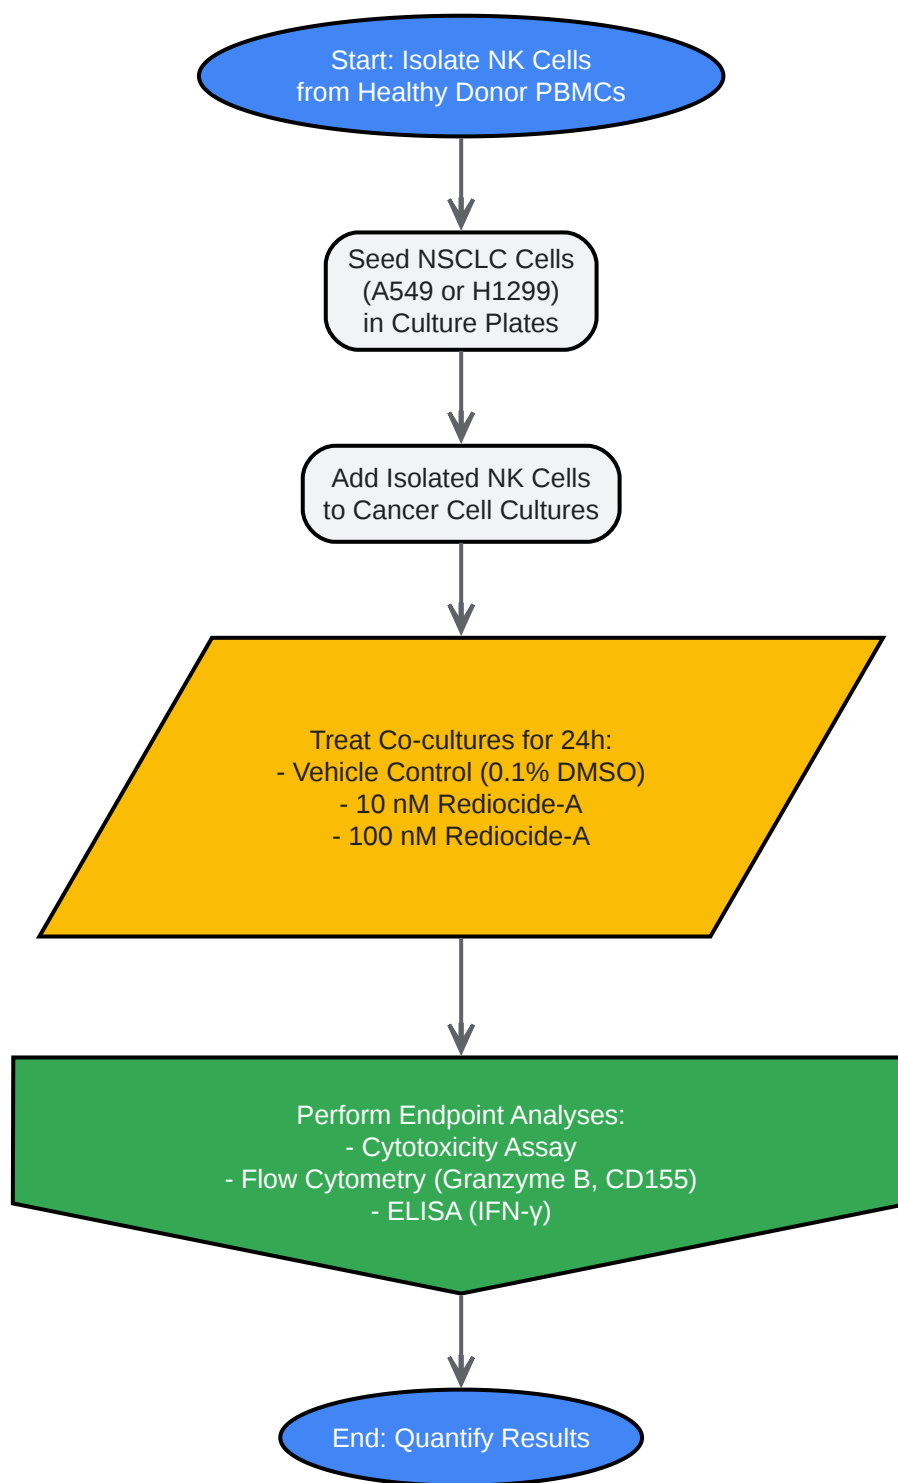 Start: Isolate NK Cells
from Healthy Donor PBMCs
Seed NSCLC Cells
(A549 or H1299)
in Culture Plates
Add Isolated NK Cells
to Cancer Cell Cultures
Treat Co-cultures for 24h:
- Vehicle Control (0.1% DMSO)
- 10 nM Rediocide-A
- 100 nM Rediocide-A
Perform Endpoint Analyses:
- Cytotoxicity Assay
- Flow Cytometry (Granzyme B, CD155)
- ELISA (IFN-γ)
End: Quantify Results